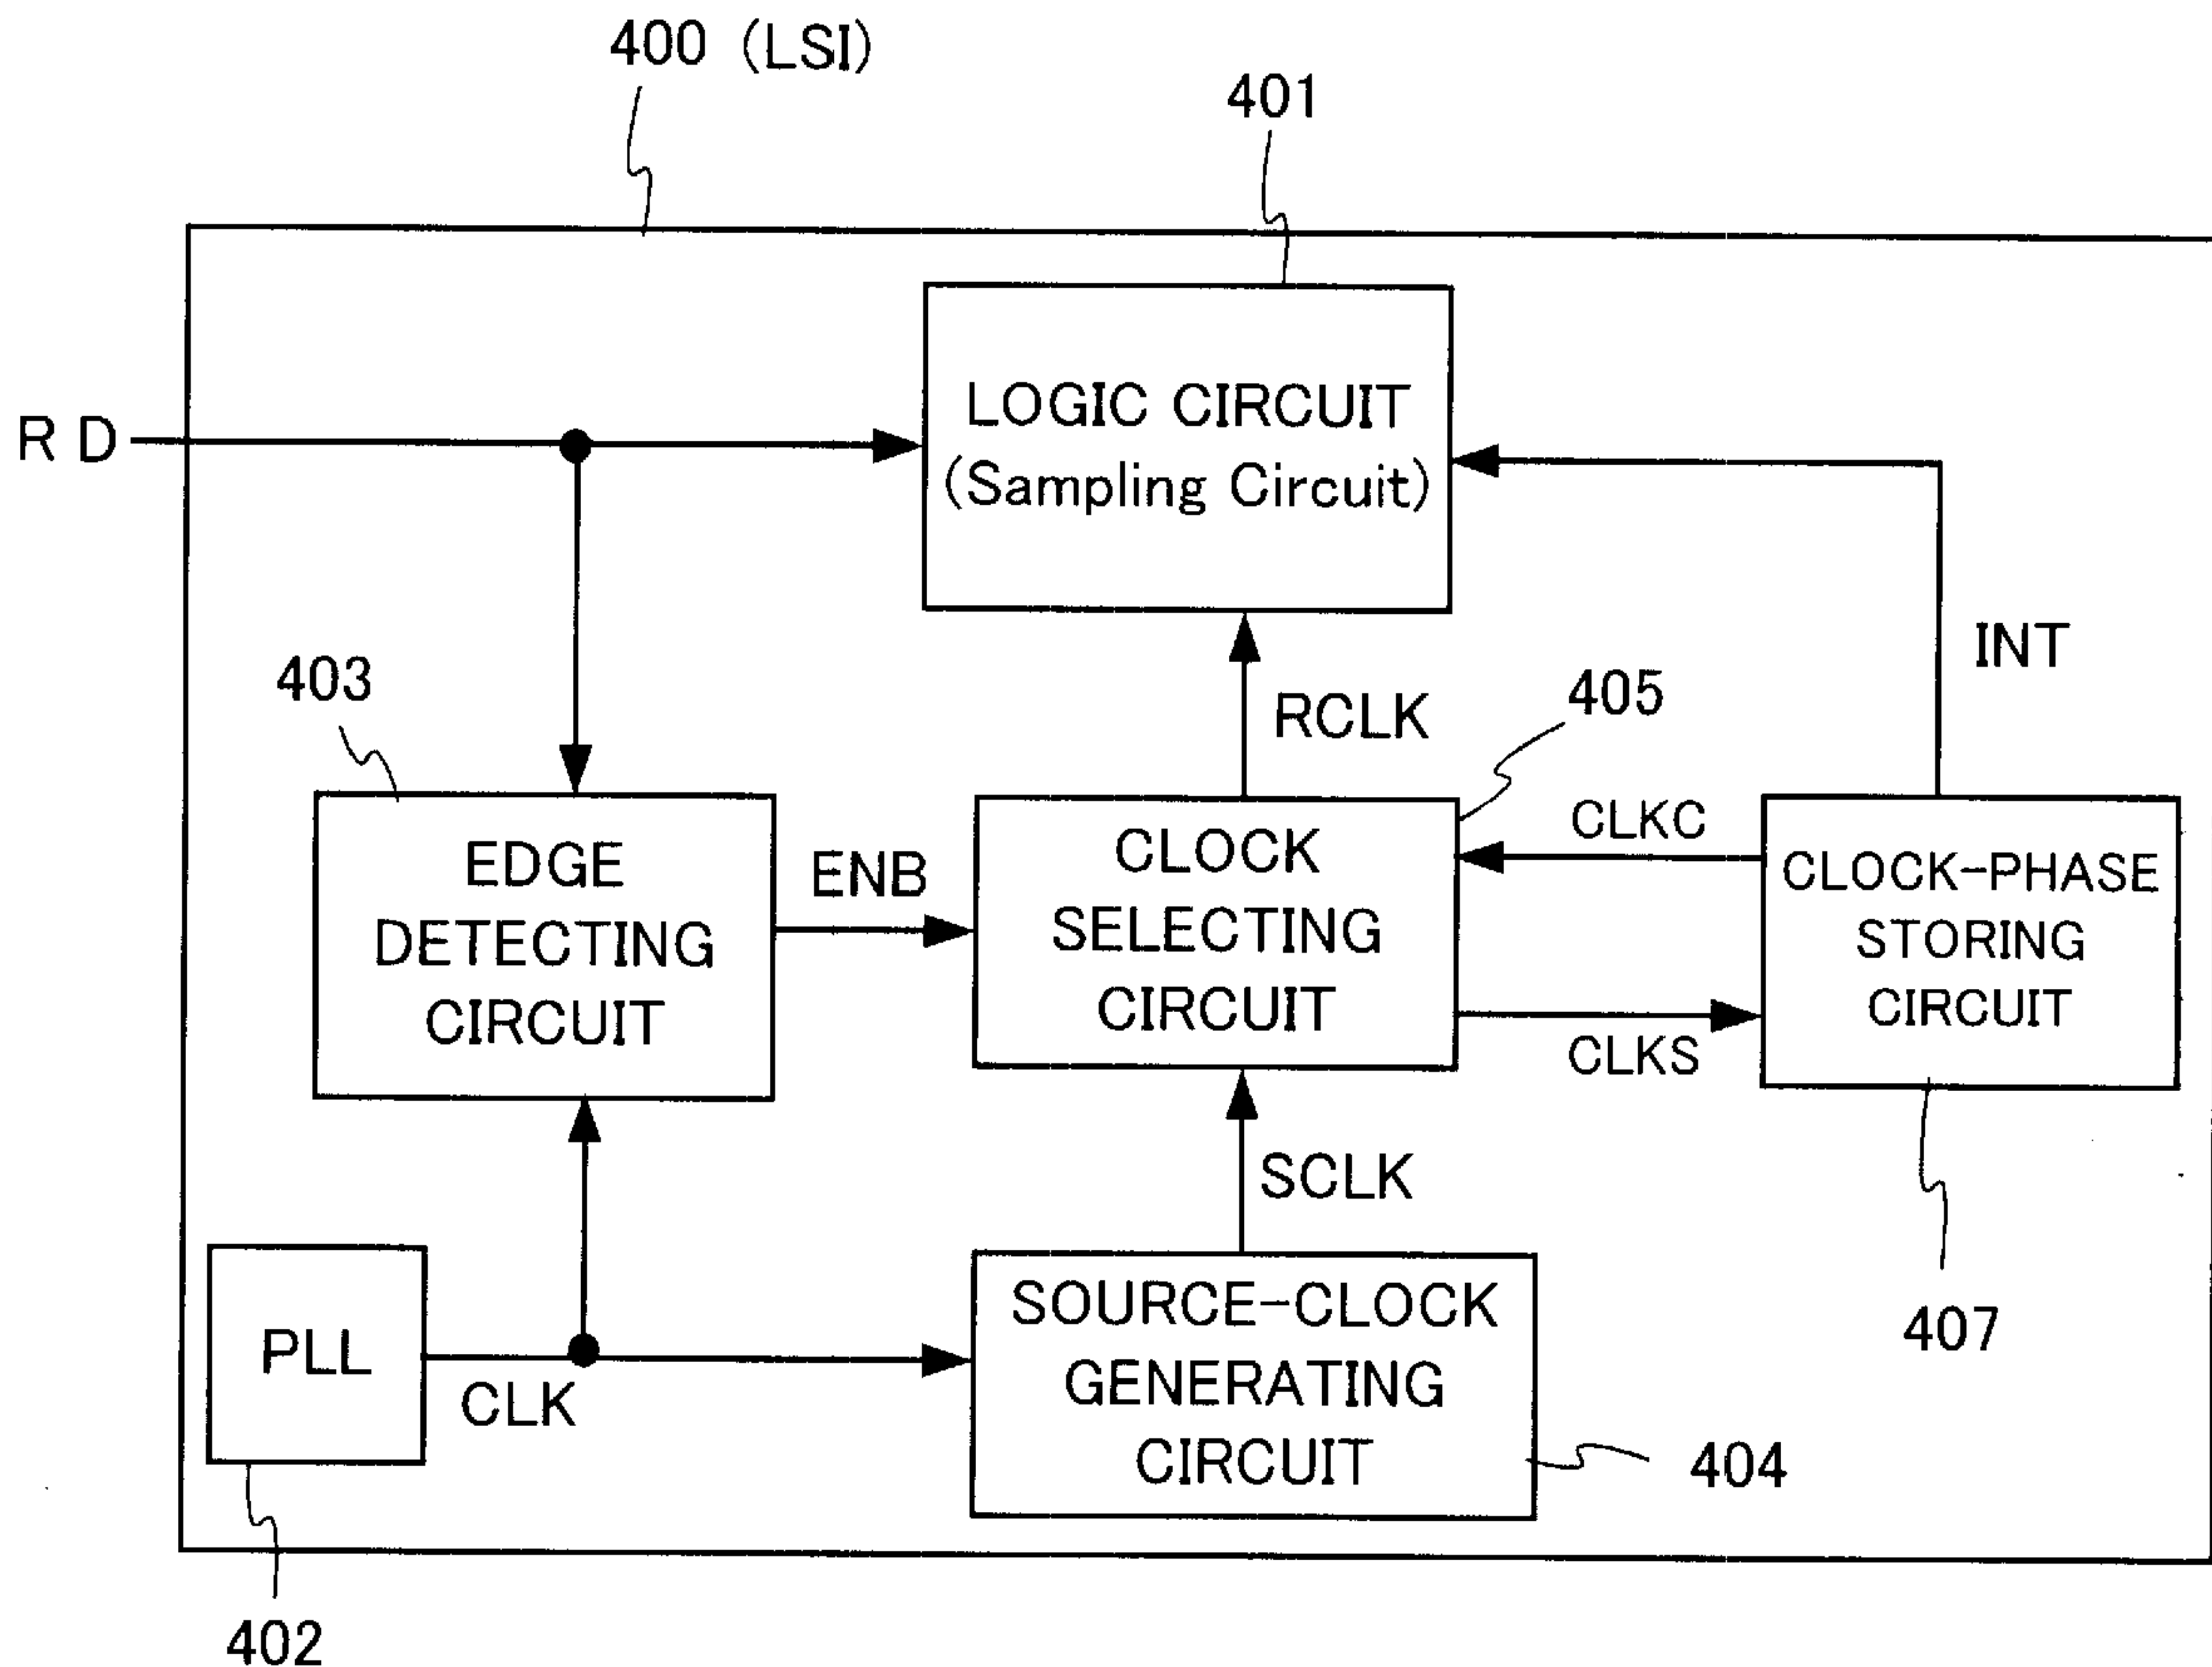 400 (LSI)
401
LOGIC CIRCUIT
(Sampling Circuit)
R D
INT
403
RCLK
405
EDGE
DETECTING
CIRCUIT
ENB
CLOCK
SELECTING
CIRCUIT
CLKC
CLKS
CLOCK-PHASE
STORING
CIRCUIT
SCLK
407
PLL
CLK
SOURCE-CLOCK
GENERATING
CIRCUIT
404
402